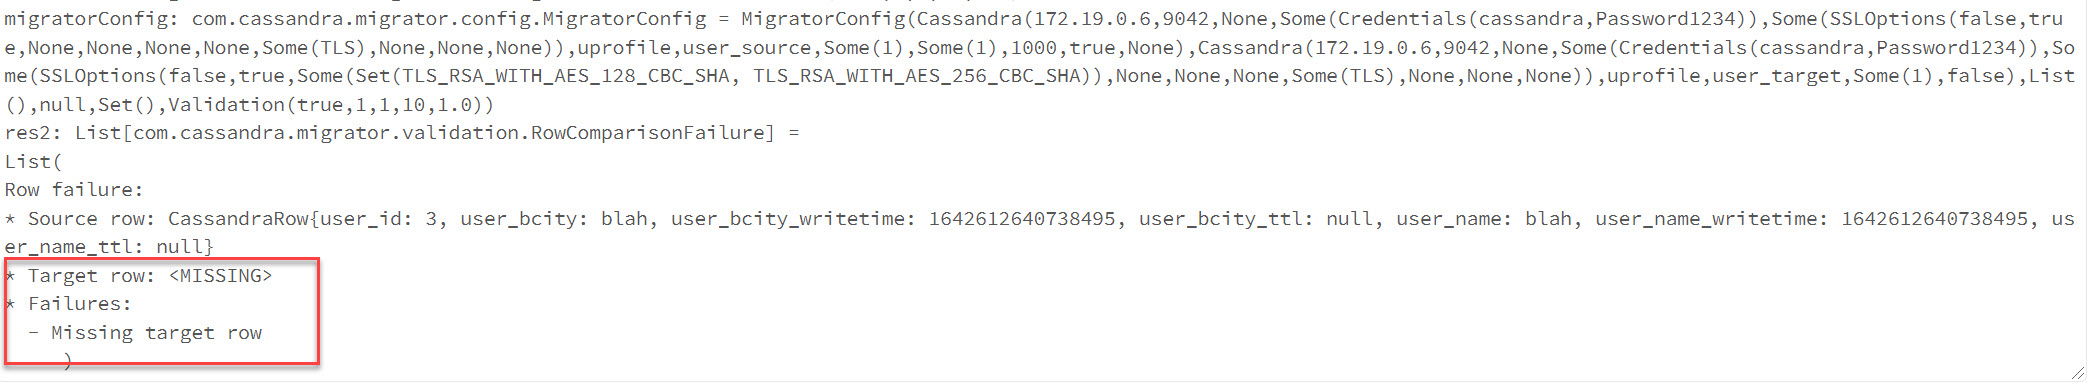 migratorConfig: com.cassandra.migrator.config.MigratorConfig = MigratorConfig(Cassandra(172.19.0.6,9042,None,Some(Credentials(cassandra,Password1234)),Some(SSLOptions(false,tru
e,None,None,None,None,Some(TLS),None,None,None)),uprofile,user_source,Some(1),Some(1),1000,true,None),Cassandra(172.19.0.6,9042,None,Some(Credentials(cassandra,Password1234)),So
me(SSLOptions(false,true,Some(Set(TLS_RSA_WITH_AES_128_CBC_SHA, TLS_RSA_WITH_AES_256_CBC_SHA)),None,None,None,Some(TLS),None,None,None)),uprofile,user_target,Some(1),false),List
(),null,Set(),Validation(true,1,1,10,1.0))
res2: List[com.cassandra.migrator.validation.RowComparisonFailure] =
List(
Row failure:
* Source row: CassandraRow{user_id: 3, user_bcity: blah, user_bcity_writetime: 1642612640738495, user_bcity_ttl: null, user_name: blah, user_name_writetime: 1642612640738495, us
er_name_ttl: null}
* Target row: <MISSING>
* Failures:
  - Missing target row
     )